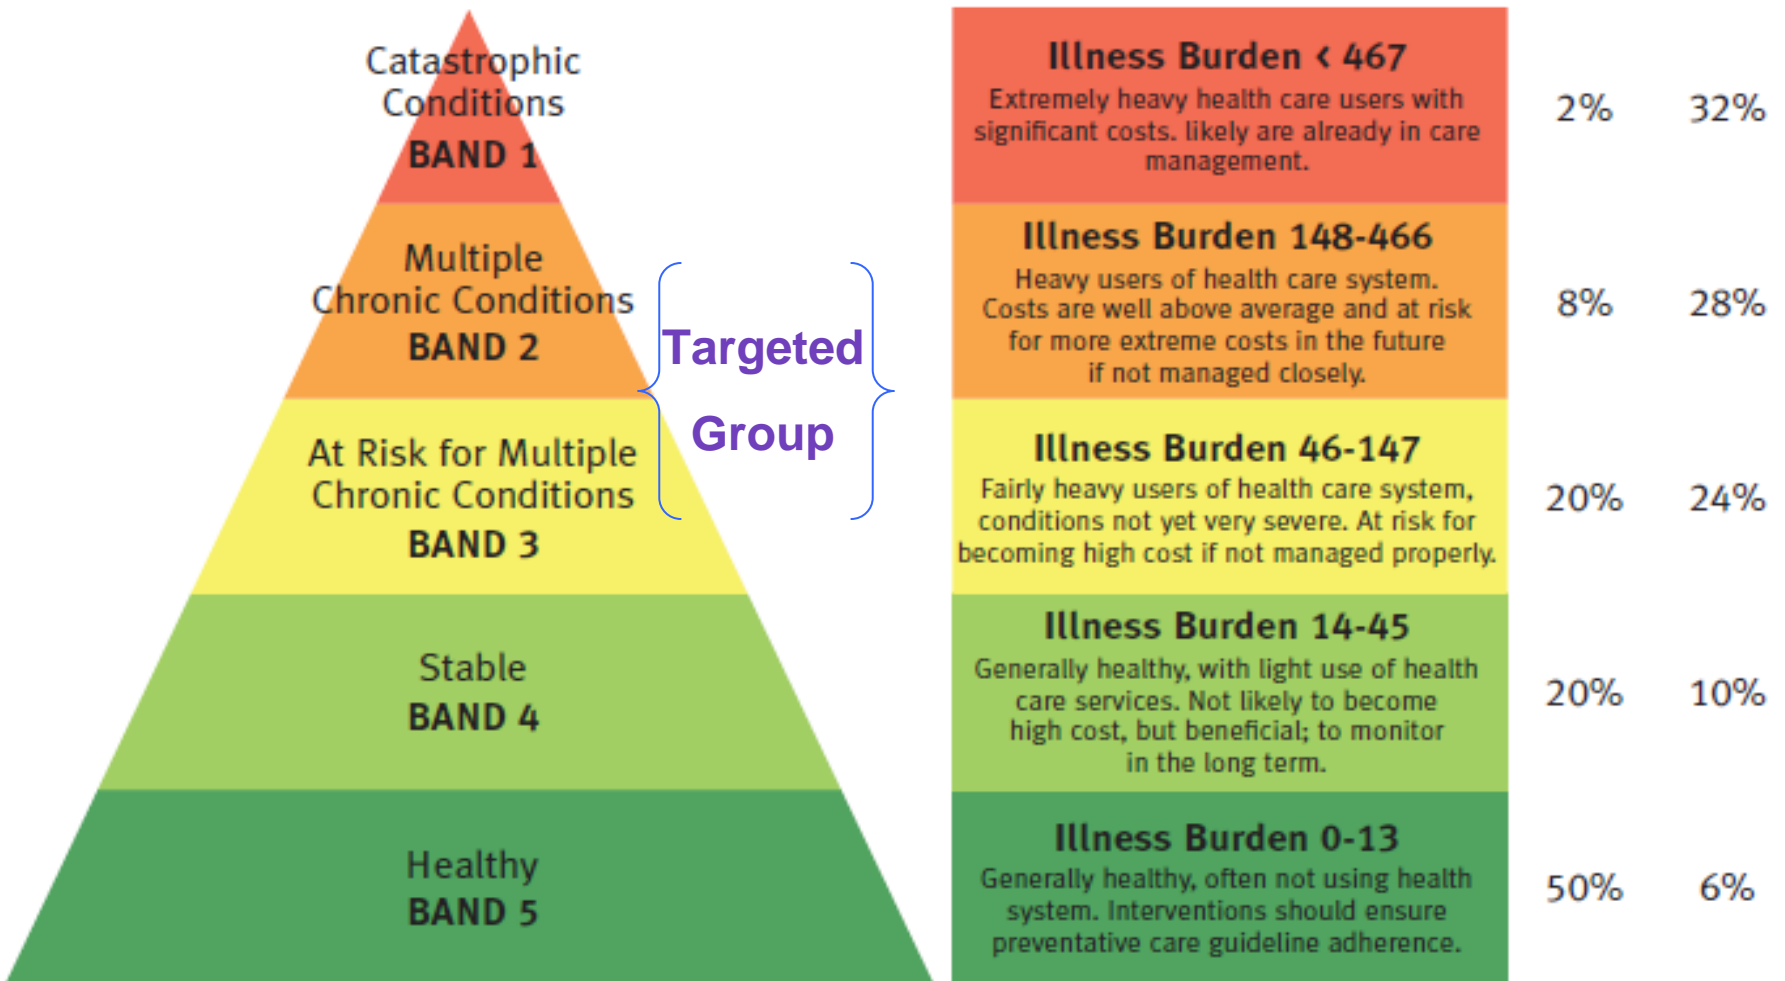 Catastrophic
Conditions
BAND 1
Illness Burden < 467
Extremely heavy health care users with
significant costs. likely are already in care
management.
2%
32%
Multiple
Chronic Conditions
BAND 2
Targeted
Group
Illness Burden 148-466
Heavy users of health care system.
Costs are well above average and at risk
for more extreme costs in the future
if not managed closely.
8%
28%
At Risk for Multiple
Chronic Conditions
BAND 3
Illness Burden 46-147
Fairly heavy users of health care system,
conditions not yet very severe. At risk for
becoming high cost if not managed properly.
20%
24%
Stable
BAND 4
Illness Burden 14-45
Generally healthy, with light use of health
care services. Not likely to become
high cost, but beneficial; to monitor
in the long term.
20%
10%
Healthy
BAND 5
Illness Burden 0-13
Generally healthy, often not using health
system. Interventions should ensure
preventative care guideline adherence.
50%
6%